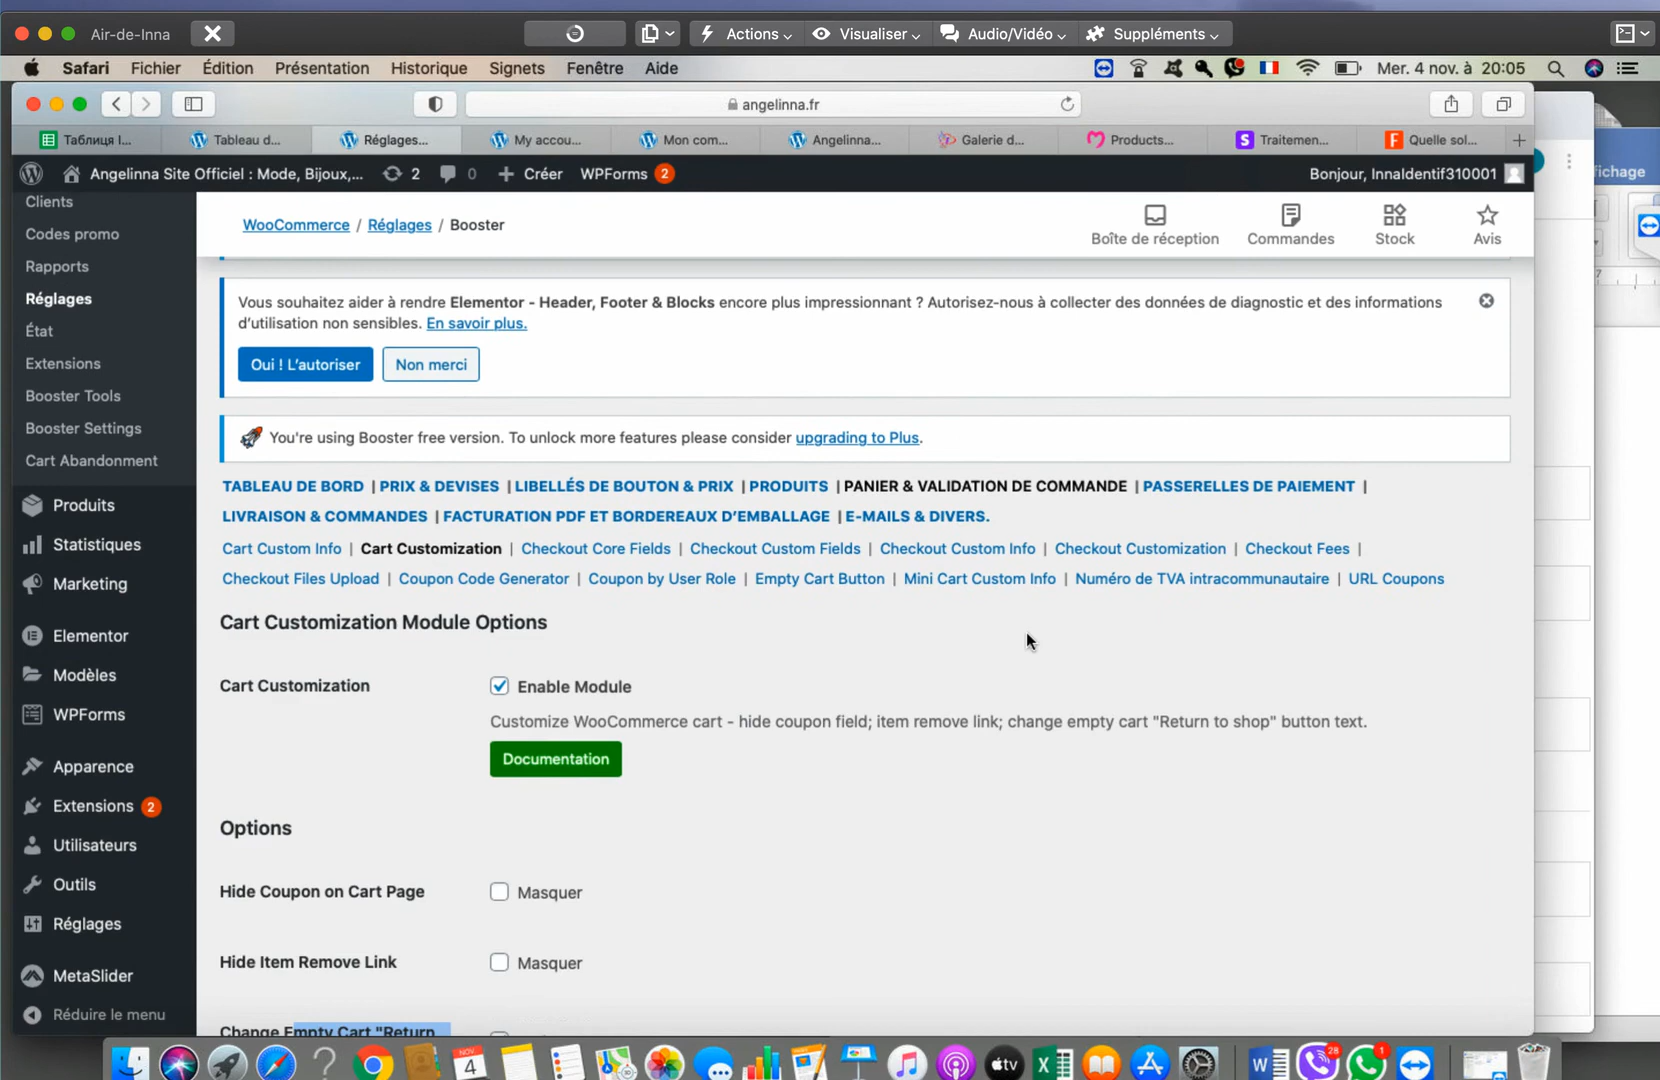 Air-de-Inna
Actions
Visualiser
Audio/Vidéo
Suppléments
Safari Fichier Édition Présentation Historique Signets Fenêtre Aide
Mer. 4 nov. à 20:05
angelinna.fr
Таблиця І...
Tableau d...
Réglages...
My accou...
Mon com...
Angelinna...
Galerie d...
Products...
Traitemen...
Quelle sol...
ffichage
Angelinna Site Officiel : Mode, Bijoux,...
2
0
Créer
WPForms 2
Bonjour, InnaIdentif310001
Clients
Codes promo
Rapports
Réglages
État
Extensions
Booster Tools
Booster Settings
Cart Abandonment
Produits
Statistiques
Marketing
Elementor
Modèles
WPForms
Apparence
Extensions 2
Utilisateurs
Outils
Réglages
MetaSlider
Réduire le menu
WooCommerce / Réglages / Booster
Boîte de réception
Commandes
Stock
Avis
Vous souhaitez aider à rendre Elementor - Header, Footer & Blocks encore plus impressionnant ? Autorisez-nous à collecter des données de diagnostic et des informations
d’utilisation non sensibles. En savoir plus.
Oui ! L’autoriser
Non merci
You're using Booster free version. To unlock more features please consider upgrading to Plus.
TABLEAU DE BORD | PRIX & DEVISES | LIBELLÉS DE BOUTON & PRIX | PRODUITS | PANIER & VALIDATION DE COMMANDE | PASSERELLES DE PAIEMENT |
LIVRAISON & COMMANDES | FACTURATION PDF ET BORDEREAUX D’EMBALLAGE | E-MAILS & DIVERS.
Cart Custom Info | Cart Customization | Checkout Core Fields | Checkout Custom Fields | Checkout Custom Info | Checkout Customization | Checkout Fees |
Checkout Files Upload | Coupon Code Generator | Coupon by User Role | Empty Cart Button | Mini Cart Custom Info | Numéro de TVA intracommunautaire | URL Coupons
Cart Customization Module Options
Cart Customization
Enable Module
Customize WooCommerce cart - hide coupon field; item remove link; change empty cart "Return to shop" button text.
Documentation
Options
Hide Coupon on Cart Page
Masquer
Hide Item Remove Link
Masquer
Change Empty Cart "Return
NOV
4
tv
28
1